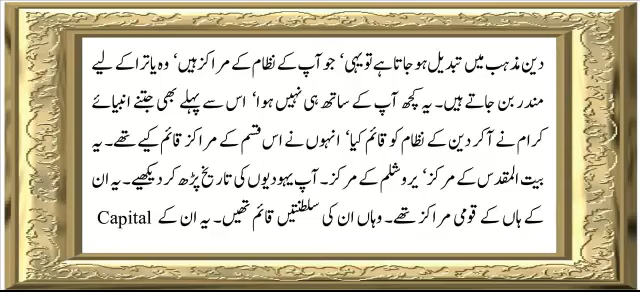 دین مذہب میں تبدیل ہو جاتا ہے تو یہی‘ جو آپ کے نظام کے مراکز ہیں‘ وہ یاترا کے لیے
مندر بن جاتے ہیں۔ یہ کچھ آپ کے ساتھ ہی نہیں ہوا‘ اس سے پہلے بھی جتنے انبیائے
کرام نے آ کر دین کے نظام کو قائم کیا‘ انہوں نے اس قسم کے مراکز قائم کیے تھے۔ یہ
بیت المقدس کے مرکز‘ یروشلم کے مرکز۔ آپ یہودیوں کی تاریخ پڑھ کر دیکھیے۔ یہ ان
کے ہاں کے قومی مراکز تھے۔ وہاں ان کی سلطنتیں قائم تھیں۔ یہ ان کے Capital